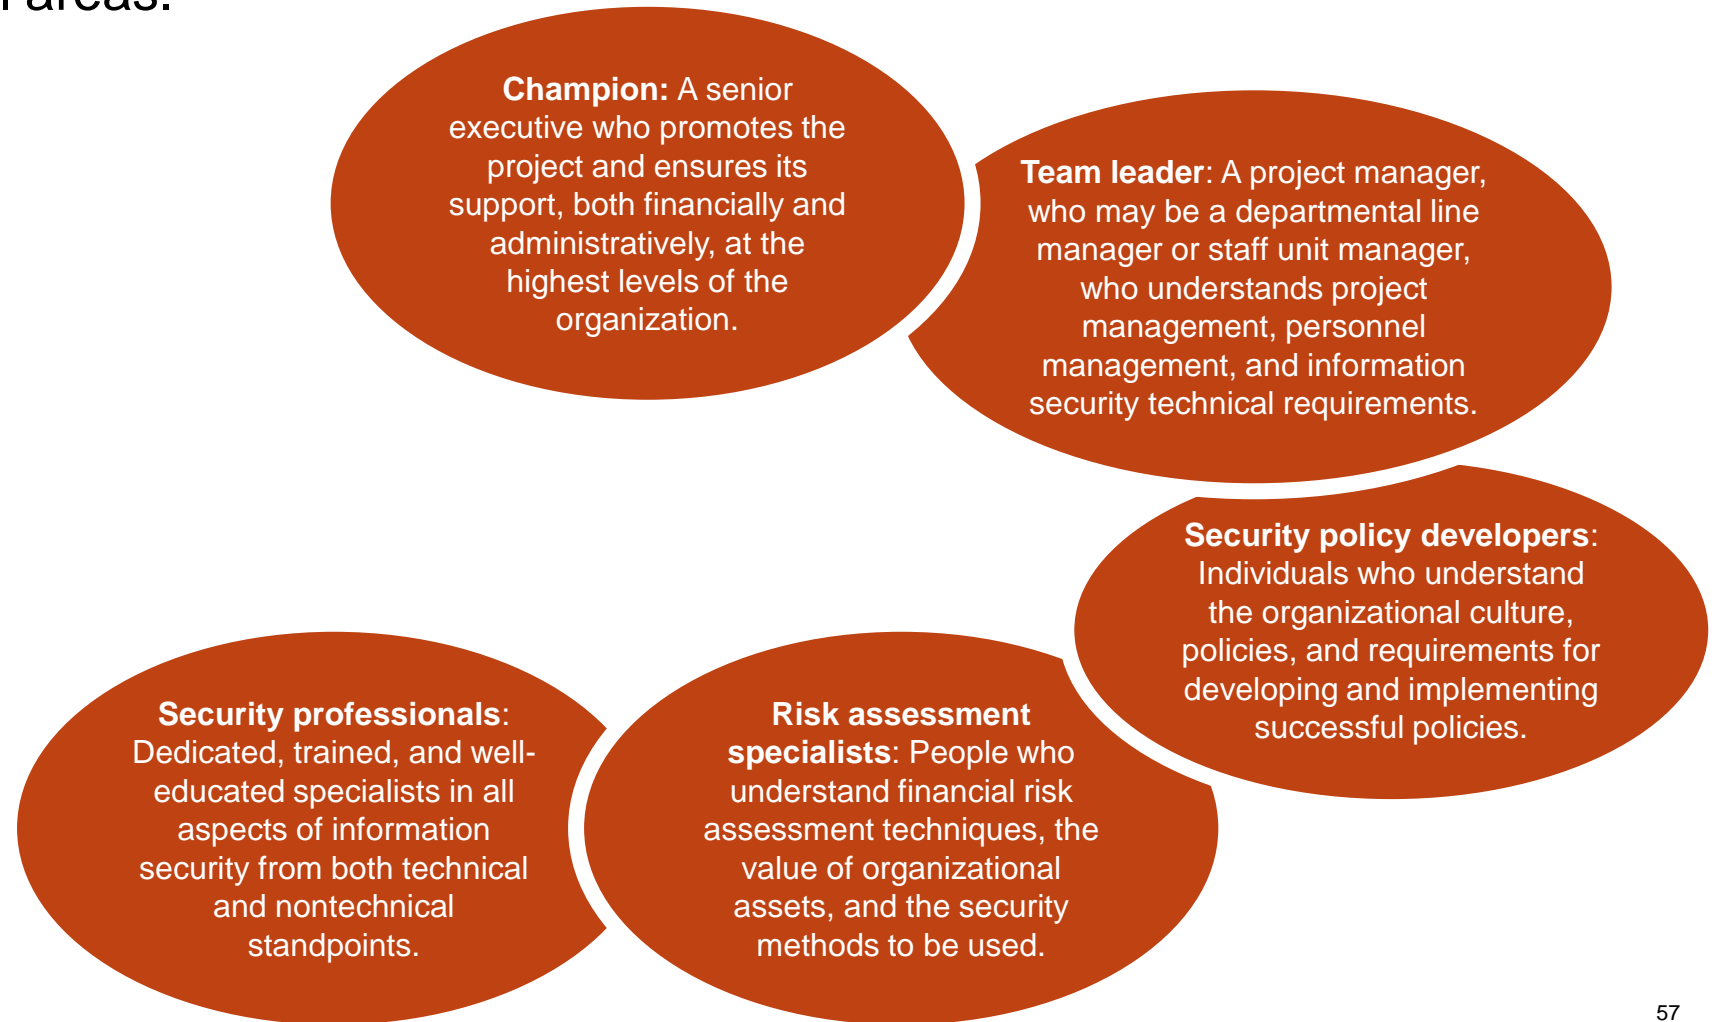 areas.
Champion: A senior
executive who promotes the
project and ensures its
support, both financially and
administratively, at the
highest levels of the
organization.
Team leader: A project manager,
who may be a departmental line
manager or staff unit manager,
who understands project
management, personnel
management, and information
security technical requirements.
Security policy developers:
Individuals who understand
the organizational culture,
policies, and requirements for
developing and implementing
successful policies.
Risk assessment
specialists: People who
understand financial risk
assessment techniques, the
value of organizational
assets, and the security
methods to be used.
Security professionals:
Dedicated, trained, and well-
educated specialists in all
aspects of information
security from both technical
and nontechnical
standpoints.
57